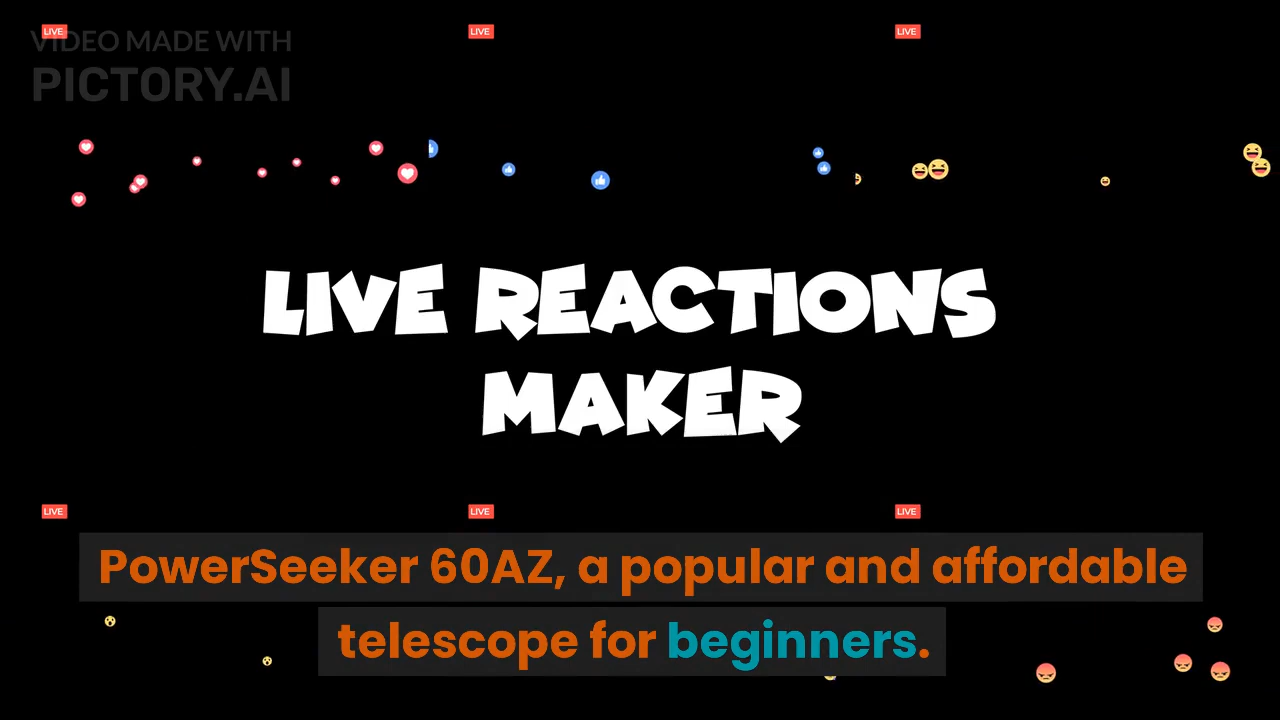 LIVE
LIVE
LIVE
VIDEO MADE WITH
PICTORY.AI
LIVE REACTIONS
MAKER
LIVE
LIVE
LIVE
PowerSeeker 60AZ, a popular and affordable
telescope for beginners.